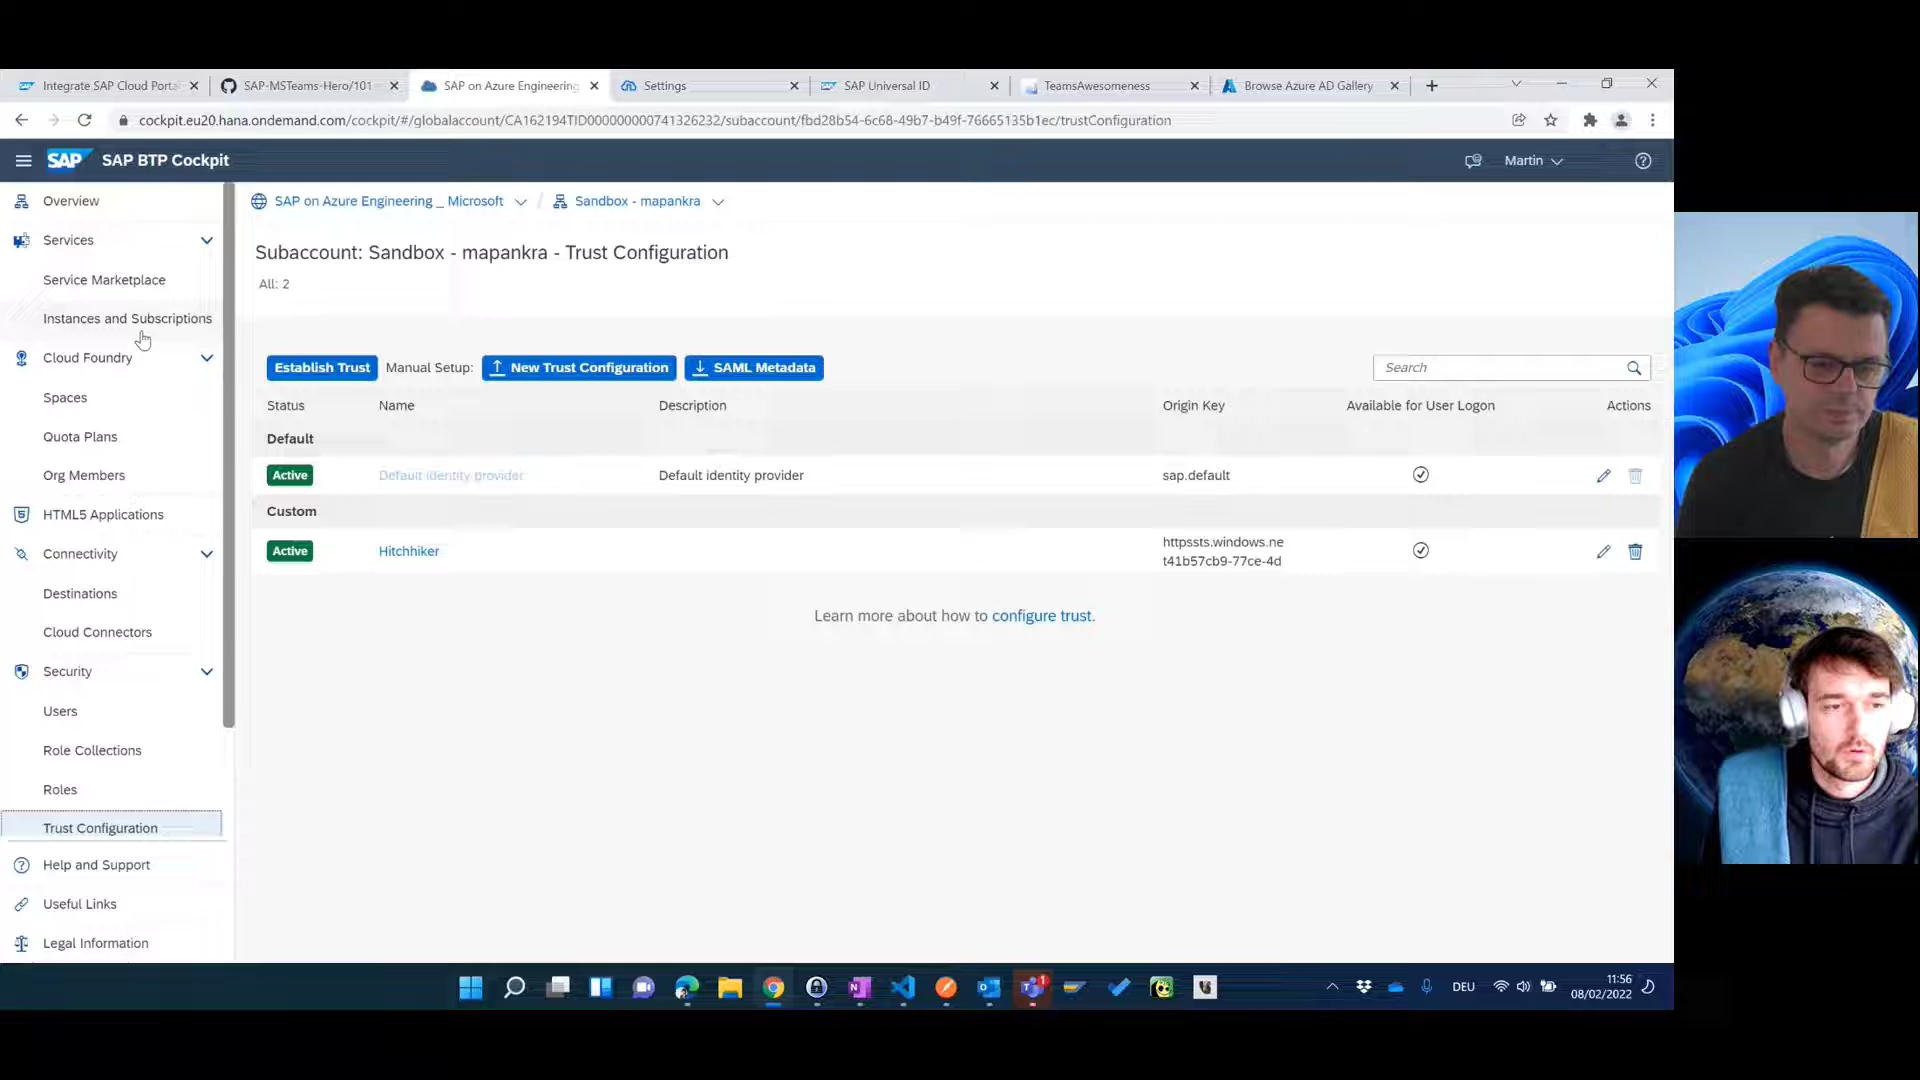 Integrate SAP Cloud Porta
SAP-MSTeams-Hero/101
SAP on Azure Engineering
Settings
SAP Universal ID
TeamsAwesomeness
Browse Azure AD Gallery
cockpit.eu20.hana.ondemand.com/cockpit/#/globalaccount/CA162194TID000000000741326232/subaccount/fbd28b54-6c68-49b7-b49f-76665135b1ec/trustConfiguration
SAP SAP BTP Cockpit
Martin
Overview
Services
Service Marketplace
Instances and Subscriptions
Cloud Foundry
Spaces
Quota Plans
Org Members
HTML5 Applications
Connectivity
Destinations
Cloud Connectors
Security
Users
Role Collections
Roles
Trust Configuration
Help and Support
Useful Links
Legal Information
SAP on Azure Engineering _ Microsoft / Sandbox - mapankra
Subaccount: Sandbox - mapankra - Trust Configuration
All: 2
Establish Trust Manual Setup: New Trust Configuration SAML Metadata
Search
Status Name Description Origin Key Available for User Logon Actions
Default
Active Default identity provider Default identity provider sap.default
Custom
Active Hitchhiker httpssts.windows.ne
t41b57cb9-77ce-4d
Learn more about how to configure trust.
DEU
11:56
08/02/2022